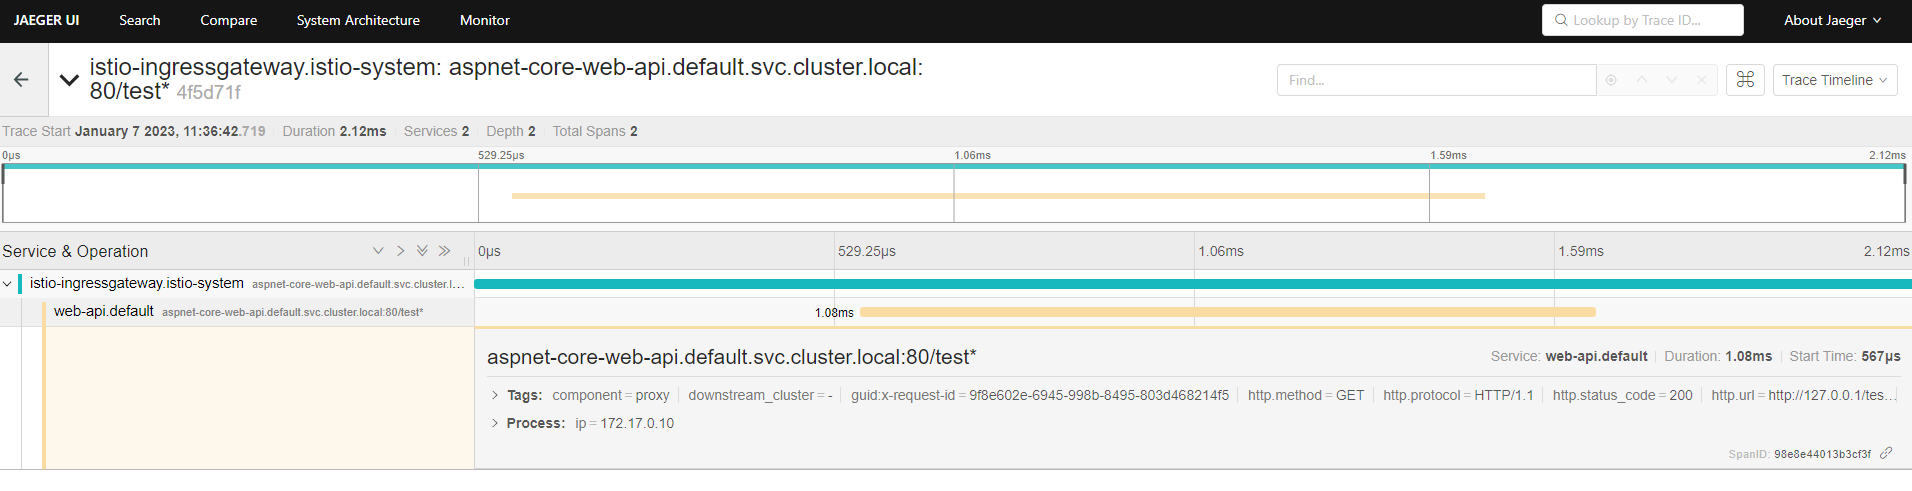 JAEGER UI Search Compare System Architecture Monitor Lookup by Trace ID... About Jaeger
istio-ingressgateway.istio-system: aspnet-core-web-api.default.svc.cluster.local:
80/test* 4f5d71f
Find... Trace Timeline
Trace Start January 7 2023, 11:36:42.719 Duration 2.12ms Services 2 Depth 2 Total Spans 2
0μs 529.25μs 1.06ms 1.59ms 2.12ms
Service & Operation 0μs 529.25μs 1.06ms 1.59ms 2.12ms
istio-ingressgateway.istio-system aspnet-core-web-api.default.svc.cluster.l...
web-api.default aspnet-core-web-api.default.svc.cluster.local:80/test* 1.08ms
aspnet-core-web-api.default.svc.cluster.local:80/test* Service: web-api.default Duration: 1.08ms Start Time: 567μs
Tags: component = proxy downstream_cluster = - guid:x-request-id = 9f8e602e-6945-998b-8495-803d468214f5 http.method = GET http.protocol = HTTP/1.1 http.status_code = 200 http.url = http://127.0.0.1/tes...
Process: ip = 172.17.0.10
SpanID: 98e8e44013b3cf3f